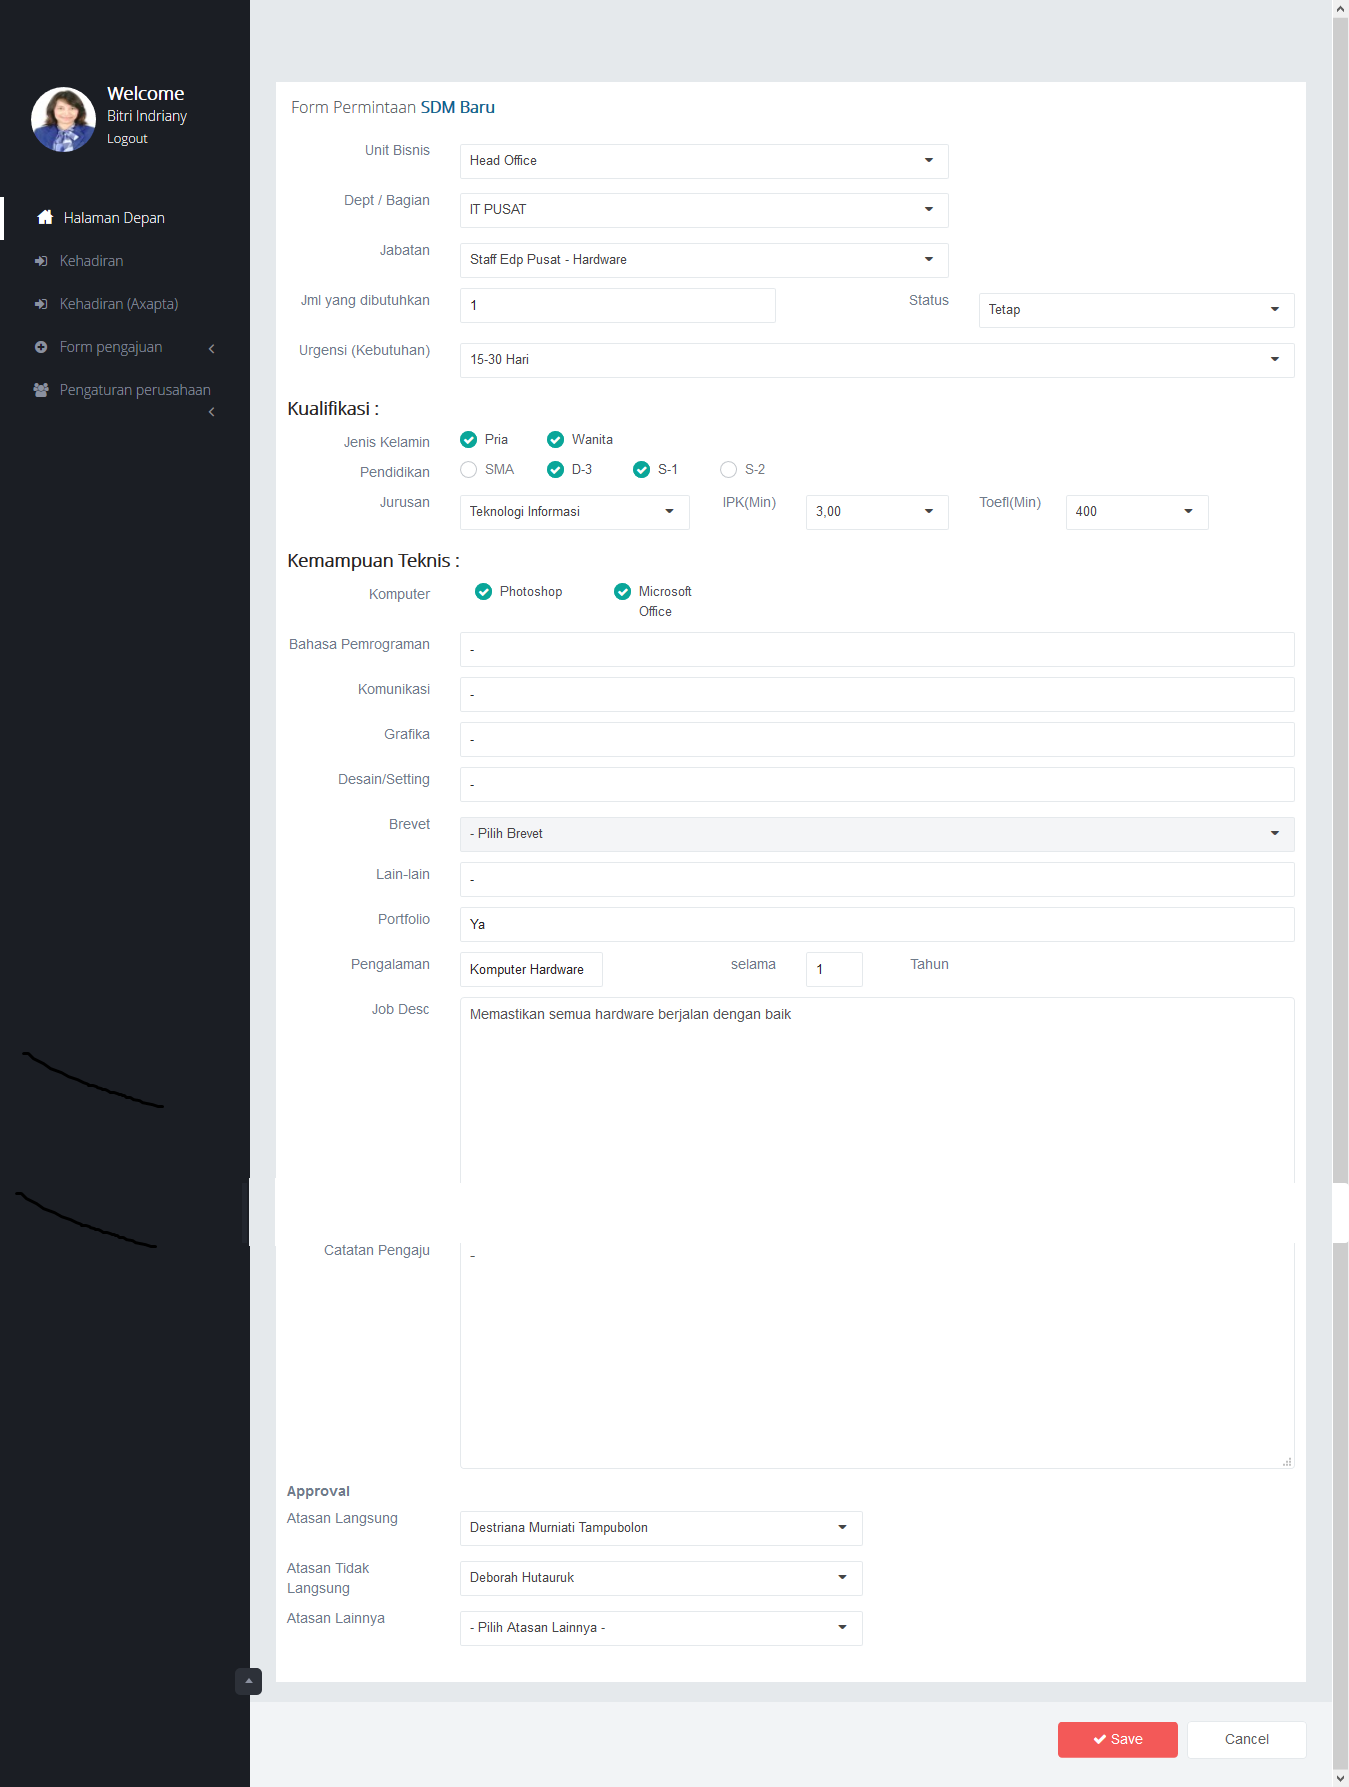 Welcome
Bitri Indriany
Logout
Halaman Depan
Kehadiran
Kehadiran (Axapta)
Form pengajuan
Pengaturan perusahaan
Form Permintaan SDM Baru
Unit Bisnis Head Office
Dept / Bagian IT PUSAT
Jabatan Staff Edp Pusat - Hardware
Jml yang dibutuhkan 1 Status Tetap
Urgensi (Kebutuhan) 15-30 Hari
Kualifikasi :
Jenis Kelamin Pria Wanita
Pendidikan SMA D-3 S-1 S-2
Jurusan Teknologi Informasi IPK(Min) 3,00 Toefl(Min) 400
Kemampuan Teknis :
Komputer Photoshop Microsoft
Office
Bahasa Pemrograman -
Komunikasi -
Grafika -
Desain/Setting -
Brevet - Pilih Brevet
Lain-lain -
Portfolio Ya
Pengalaman Komputer Hardware selama 1 Tahun
Job Desc Memastikan semua hardware berjalan dengan baik
Catatan Pengaju -
Approval
Atasan Langsung Destriana Murniati Tampubolon
Atasan Tidak
Langsung Deborah Hutauruk
Atasan Lainnya - Pilih Atasan Lainnya -
Save Cancel